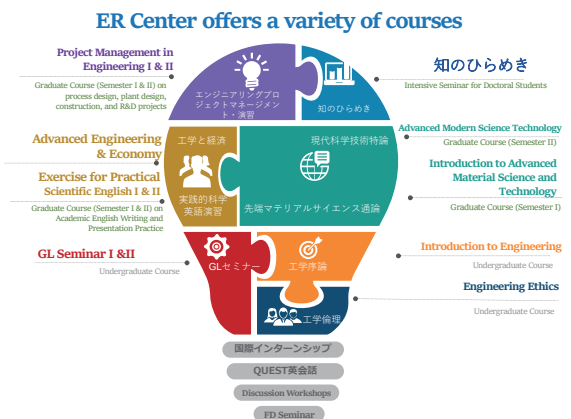 ER Center offers a variety of courses
Project Management in
Engineering I & II
Graduate Course (Semester I & II) on
process design, plant design,
construction, and R&D projects
Advanced Engineering
& Economy
Exercise for Practical
Scientific English I & II
Graduate Course (Semester I & II) on
Academic English Writing and
Presentation Practice
GL Seminar I &II
Undergraduate Course
エンジニアリングプロ
ジェクトマネージメン
ト・演習
知のひらめき
工学と経済
現代科学技術特論
実践的科学
英語演習
先端マテリアルサイエンス通論
GLセミナー
工学序論
工学倫理
知のひらめき
Intensive Seminar for Doctoral Students
Advanced Modern Science Technology
Graduate Course (Semester II)
Introduction to Advanced
Material Science and
Technology
Graduate Course (Semester I)
Introduction to Engineering
Undergraduate Course
Engineering Ethics
Undergraduate Course
国際インターンシップ
QUEST英会話
Discussion Workshops
FD Seminar